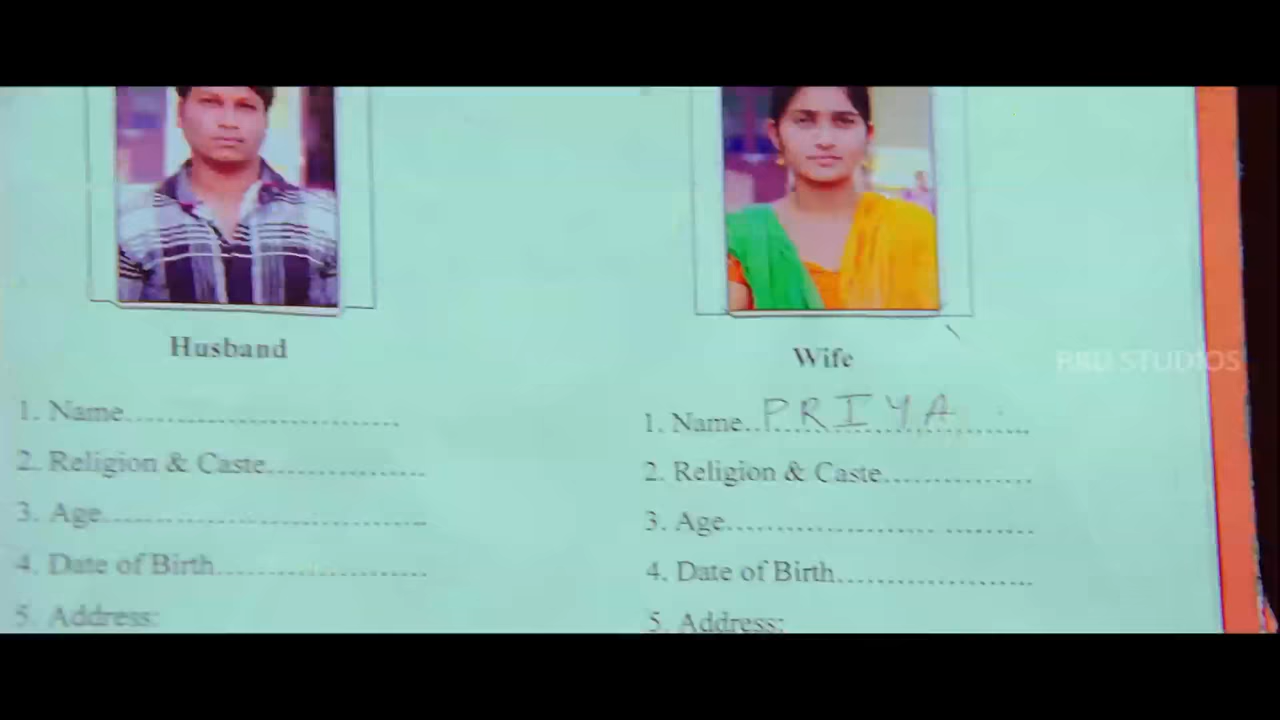 Husband
1. Name..............................
2. Religion & Caste................
3. Age...................................
4. Date of Birth......................
5. Address:
Wife
1. Name..PRIYA..........
2. Religion & Caste................
3. Age...................................
4. Date of Birth.....................
5. Address:
STUDIOS